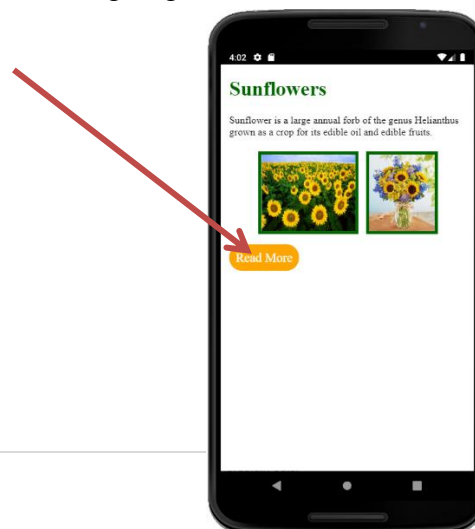 4:02
Sunflowers
Sunflower is a large annual forb of the genus Helianthus
grown as a crop for its edible oil and edible fruits.
Read More